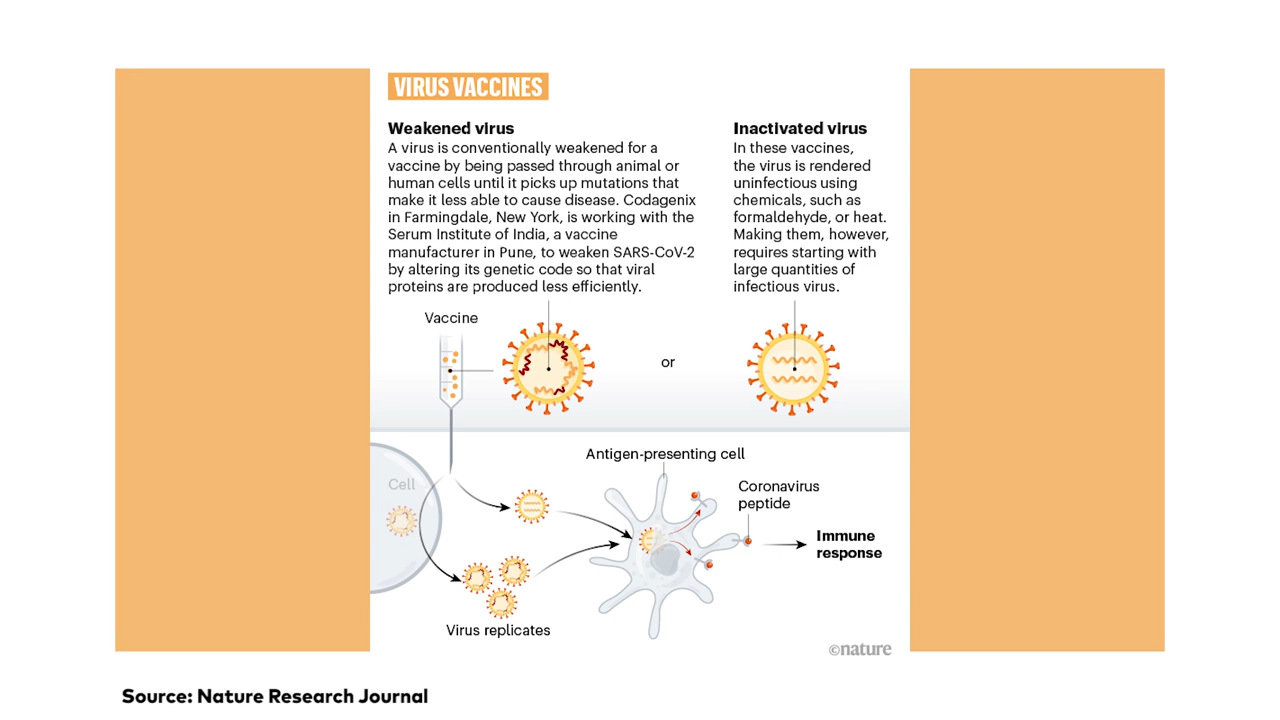 VIRUS VACCINES
Weakened virus
A virus is conventionally weakened for a
vaccine by being passed through animal or
human cells until it picks up mutations that
make it less able to cause disease. Codagenix
in Farmingdale, New York, is working with the
Serum Institute of India, a vaccine
manufacturer in Pune, to weaken SARS-CoV-2
by altering its genetic code so that viral
proteins are produced less efficiently.
Inactivated virus
In these vaccines,
the virus is rendered
uninfectious using
chemicals, such as
formaldehyde, or heat.
Making them, however,
requires starting with
large quantities of
infectious virus.
Vaccine
or
Antigen-presenting cell
Cell
Coronavirus
peptide
Immune
response
Virus replicates
©nature
Source: Nature Research Journal